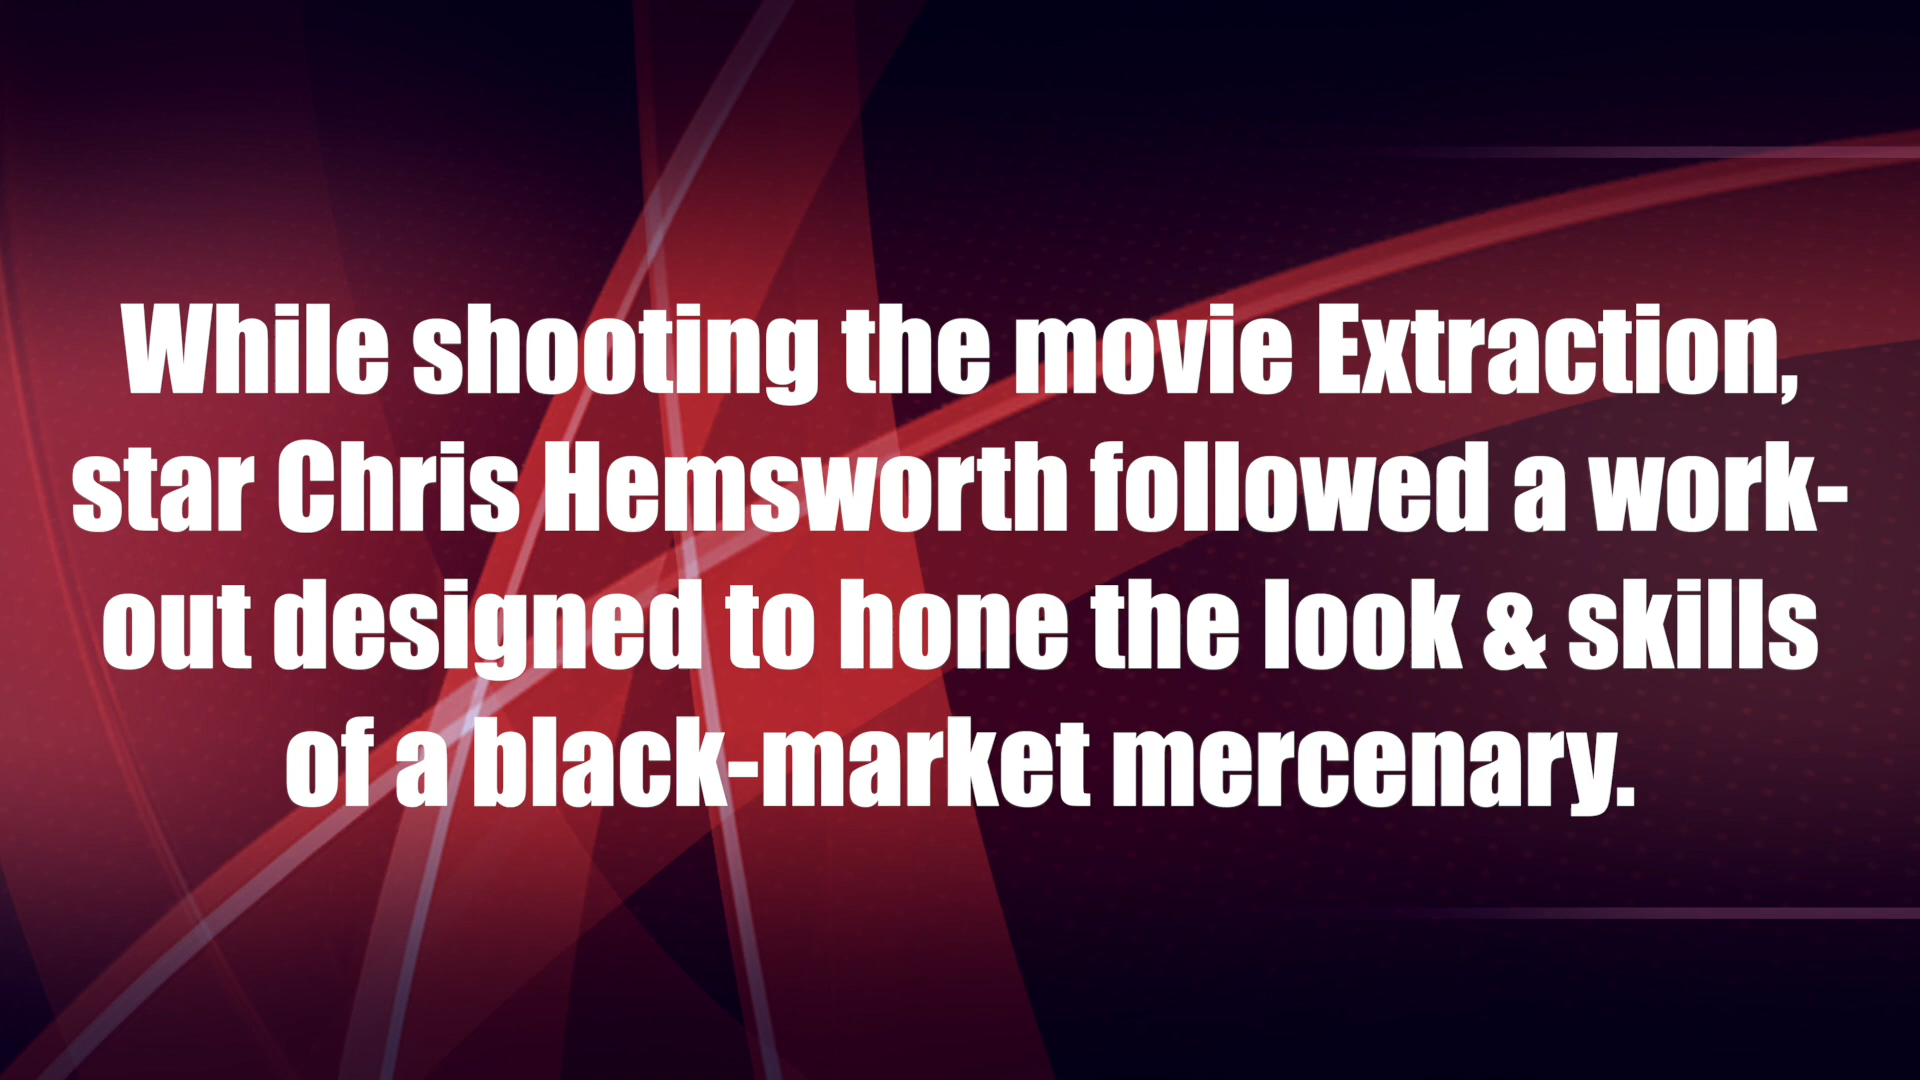 While shooting the movie Extraction,
star Chris Hemsworth followed a work-
out designed to hone the look & skills
of a black-market mercenary.